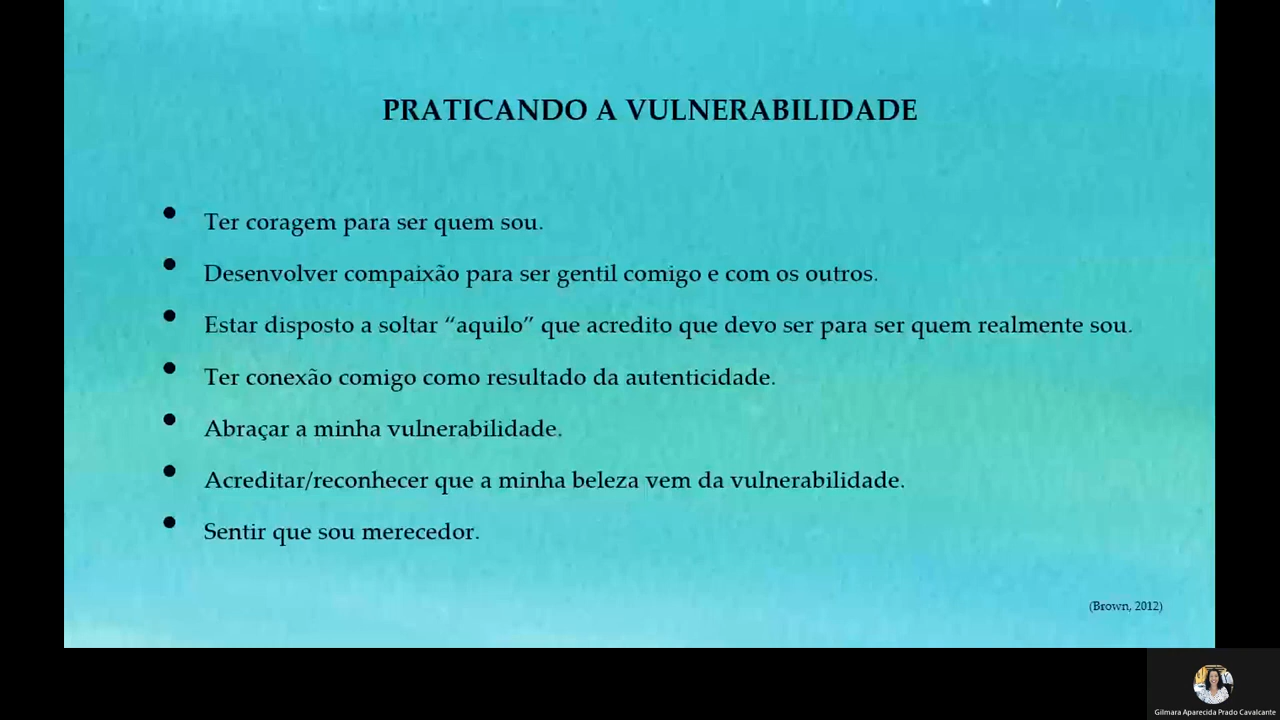 PRATICANDO A VULNERABILIDADE
• Ter coragem para ser quem sou.
• Desenvolver compaixão para ser gentil comigo e com os outros.
• Estar disposto a soltar “aquilo” que acredito que devo ser para ser quem realmente sou.
• Ter conexão comigo como resultado da autenticidade.
• Abraçar a minha vulnerabilidade.
• Acreditar/reconhecer que a minha beleza vem da vulnerabilidade.
• Sentir que sou merecedor.
(Brown, 2012)
Gilmara Aparecida Prado Cavalcante